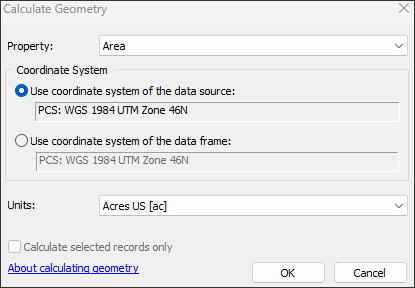 Calculate Geometry
Property:
Area
Coordinate System
Use coordinate system of the data source:
PCS: WGS 1984 UTM Zone 46N
Use coordinate system of the data frame:
PCS: WGS 1984 UTM Zone 46N
Units:
Acres US [ac]
Calculate selected records only
About calculating geometry
OK
Cancel